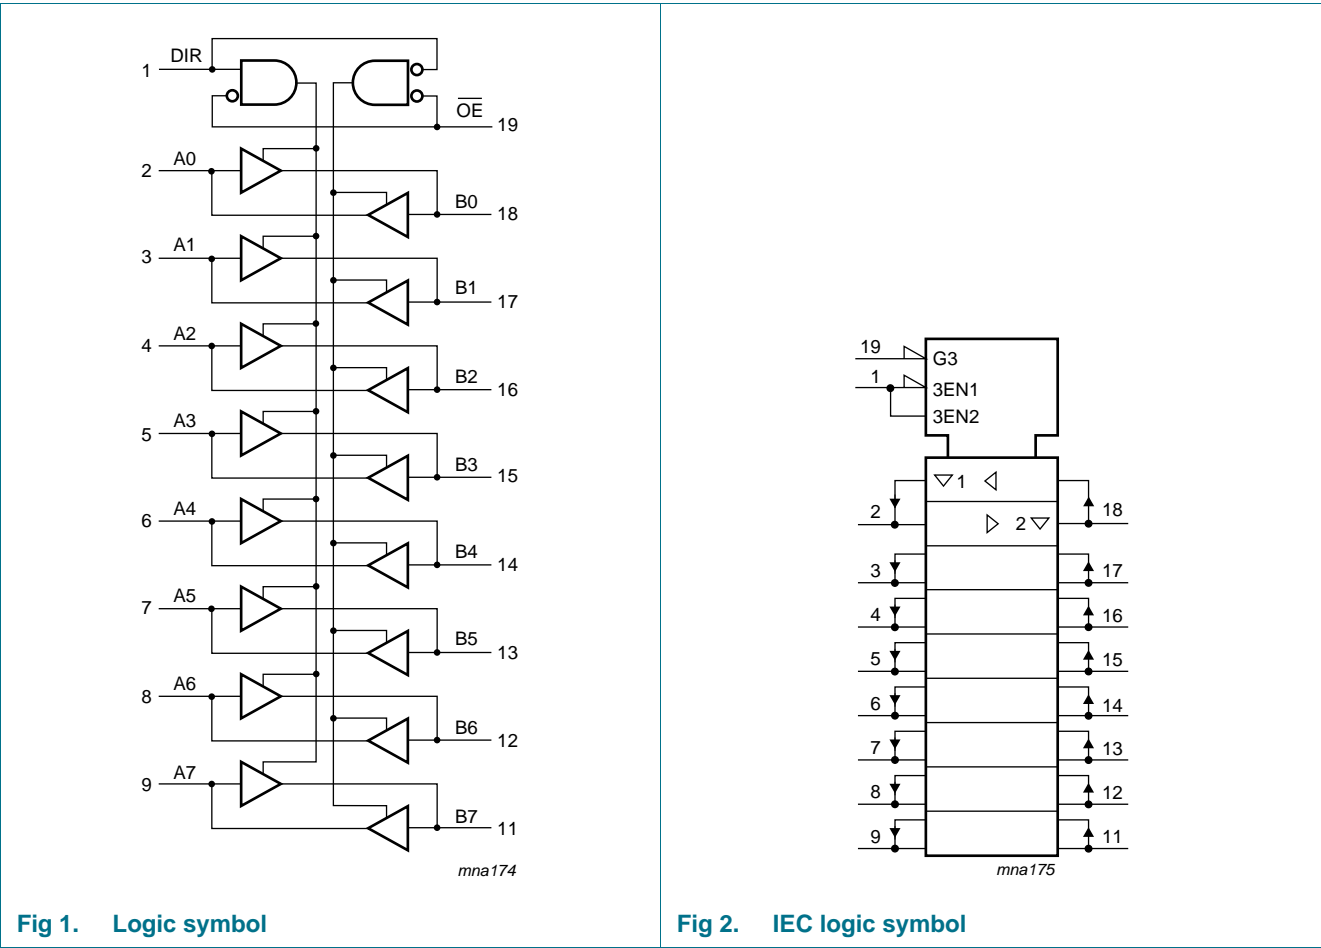 DIR
1
OE
19
2 A0
B0
18
3 A1
B1
17
4 A2
B2
16
5 A3
B3
15
6 A4
B4
14
7 A5
B5
13
8 A6
B6
12
9 A7
B7
11
mna174
Fig 1. Logic symbol
19
G3
1
3EN1
3EN2
1
2
18
2
3
17
4
16
5
15
6
14
7
13
8
12
9
11
mna175
Fig 2. IEC logic symbol